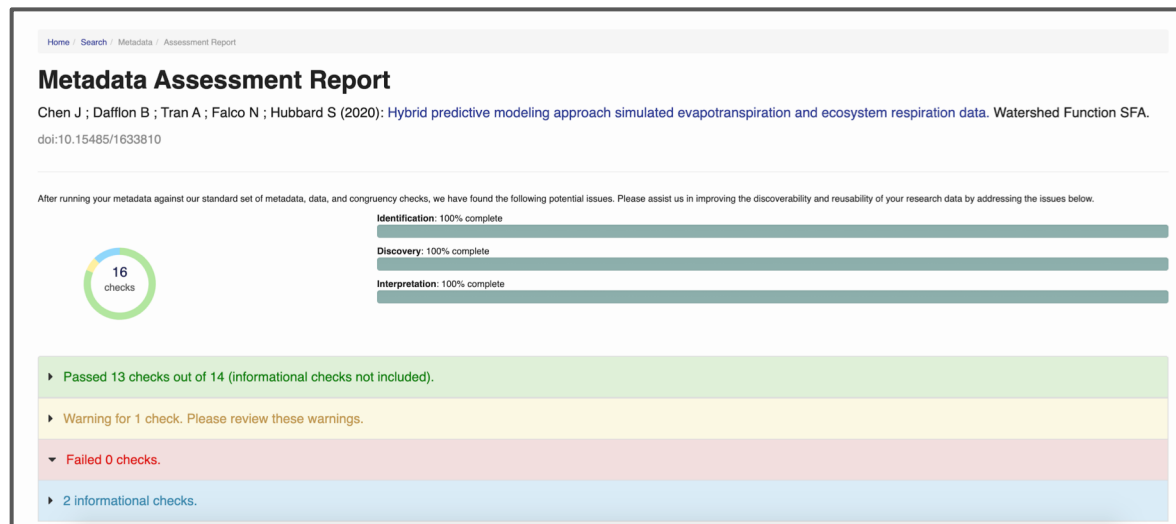 Home / Search / Metadata / Assessment Report
Metadata Assessment Report
Chen J ; Dafflon B ; Tran A ; Falco N ; Hubbard S (2020): Hybrid predictive modeling approach simulated evapotranspiration and ecosystem respiration data. Watershed Function SFA.
doi:10.15485/1633810
After running your metadata against our standard set of metadata, data, and congruency checks, we have found the following potential issues. Please assist us in improving the discoverability and reusability of your research data by addressing the issues below.
16
checks
Identification: 100% complete
Discovery: 100% complete
Interpretation: 100% complete
Passed 13 checks out of 14 (informational checks not included).
Warning for 1 check. Please review these warnings.
Failed 0 checks.
2 informational checks.